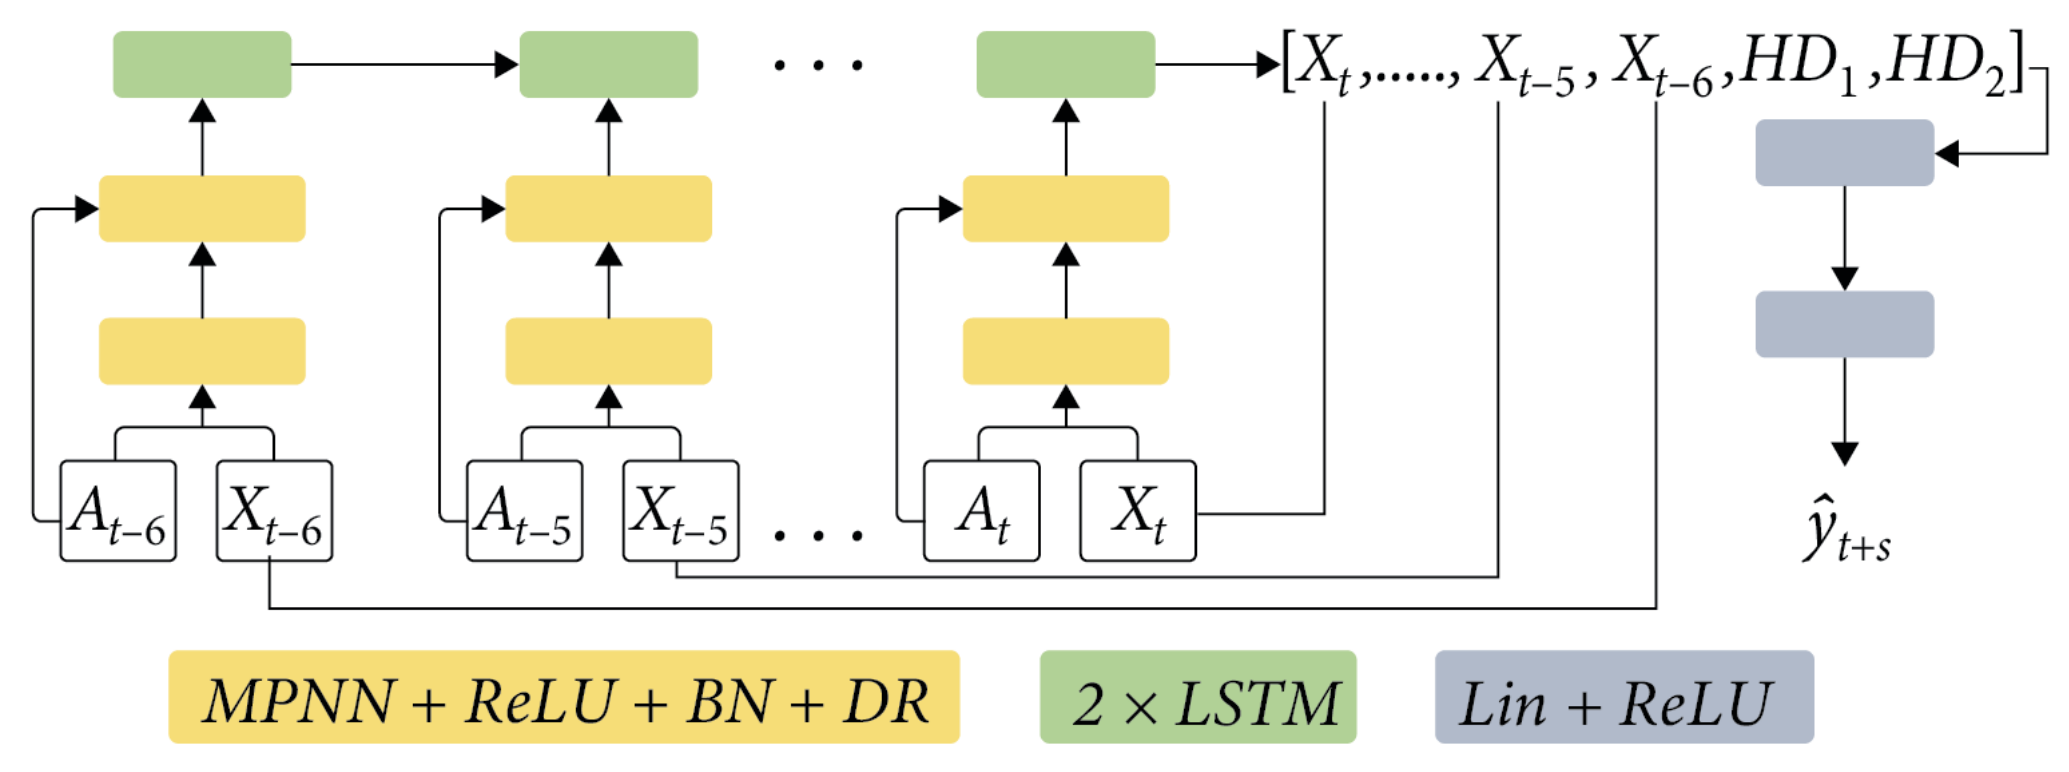 . . .
[X_t,....., X_{t–5}, X_{t–6}, HD_1, HD_2]
A_{t–6} X_{t–6} A_{t–5} X_{t–5} . . . A_t X_t
ŷ_{t+s}
MPNN + ReLU + BN + DR
2 × LSTM
Lin + ReLU